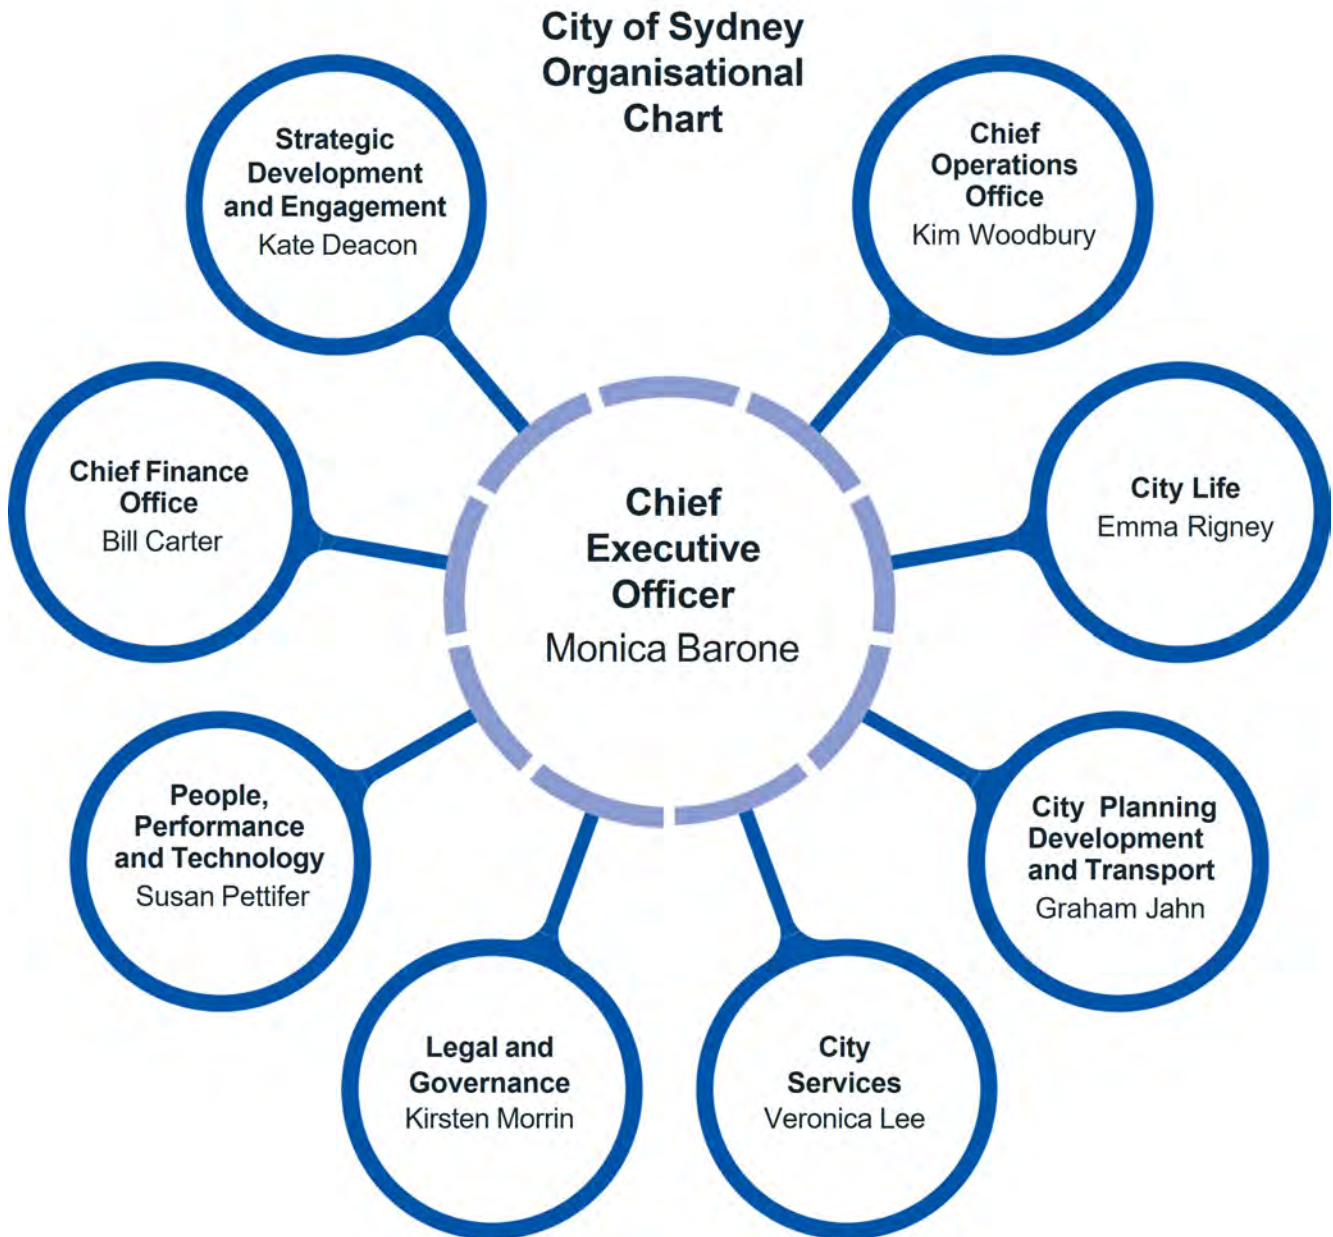 City of Sydney
Organisational
Chart
Strategic
Development
and Engagement
Kate Deacon
Chief
Operations
Office
Kim Woodbury
Chief Finance
Office
Bill Carter
City Life
Emma Rigney
Chief
Executive
Officer
Monica Barone
People,
Performance
and Technology
Susan Pettifer
City Planning
Development
and Transport
Graham Jahn
Legal and
Governance
Kirsten Morrin
City
Services
Veronica Lee